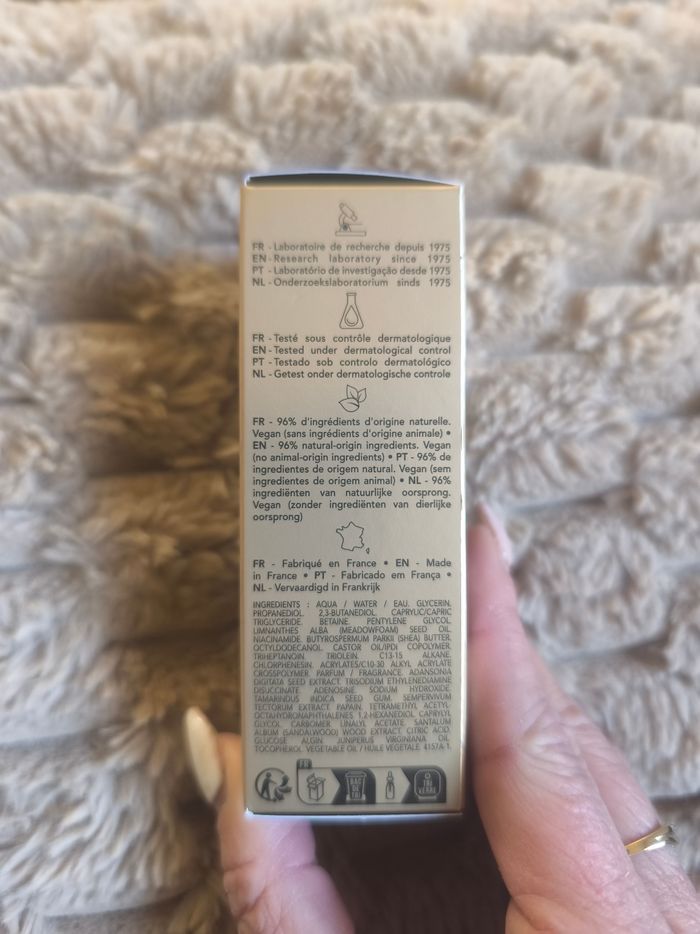 FR - Laboratoire de recherche depuis 1975
EN - Research laboratory since 1975
PT - Laboratório de investigação desde 1975
NL - Onderzoekslaboratorium sinds 1975
FR - Testé sous contrôle dermatologique
EN - Tested under dermatological control
PT - Testado sob controlo dermatológico
NL - Getest onder dermatologische controle
FR - 96% d'ingrédients d'origine naturelle.
Vegan (sans ingrédients d'origine animale) •
EN - 96% natural-origin ingredients. Vegan
(no animal-origin ingredients) • PT - 96% de
ingredientes de origem natural. Vegan (sem
ingredientes de origem animal) • NL - 96%
ingrediënten van natuurlijke oorsprong.
Vegan (zonder ingrediënten van dierlijke
oorsprong)
FR - Fabriqué en France • EN - Made
in France • PT - Fabricado em França •
NL - Vervaardigd in Frankrijk
INGREDIENTS : AQUA / WATER / EAU. GLYCERIN.
PROPANEDIOL. 2,3-BUTANEDIOL. CAPRYLIC/CAPRIC
TRIGLYCERIDE. BETAINE. PENTYLENE GLYCOL.
LIMNANTHES ALBA (MEADOWFOAM) SEED OIL.
NIACINAMIDE. BUTYROSPERMUM PARKII (SHEA) BUTTER.
OCTYLDODECANOL. CASTOR OIL/IPDI COPOLYMER.
TRIHEPTANOIN. TRIOLEIN. C13-15 ALKANE.
CHLORPHENESIN. ACRYLATES/C10-30 ALKYL ACRYLATE
CROSSPOLYMER. PARFUM / FRAGRANCE. ADANSONIA
DIGITATA SEED EXTRACT. TRISODIUM ETHYLENEDIAMINE
DISUCCINATE. ADENOSINE. SODIUM HYDROXIDE.
TAMARINDUS INDICA SEED GUM. SEMPERVIVUM
TECTORUM EXTRACT. PAPAIN. TETRAMETHYL ACETYL-
OCTAHYDRONAPHTHALENES. 1,2-HEXANEDIOL. CAPRYLYL
GLYCOL. CARBOMER. LINALYL ACETATE. SANTALUM
ALBUM (SANDALWOOD) WOOD EXTRACT. CITRIC ACID.
GLUCOSE. ALGIN. JUNIPERUS VIRGINIANA OIL.
TOCOPHEROL. VEGETABLE OIL / HUILE VEGETALE. 4157A-1.
FR
BAC
DE
TRI
TRI
VERRE